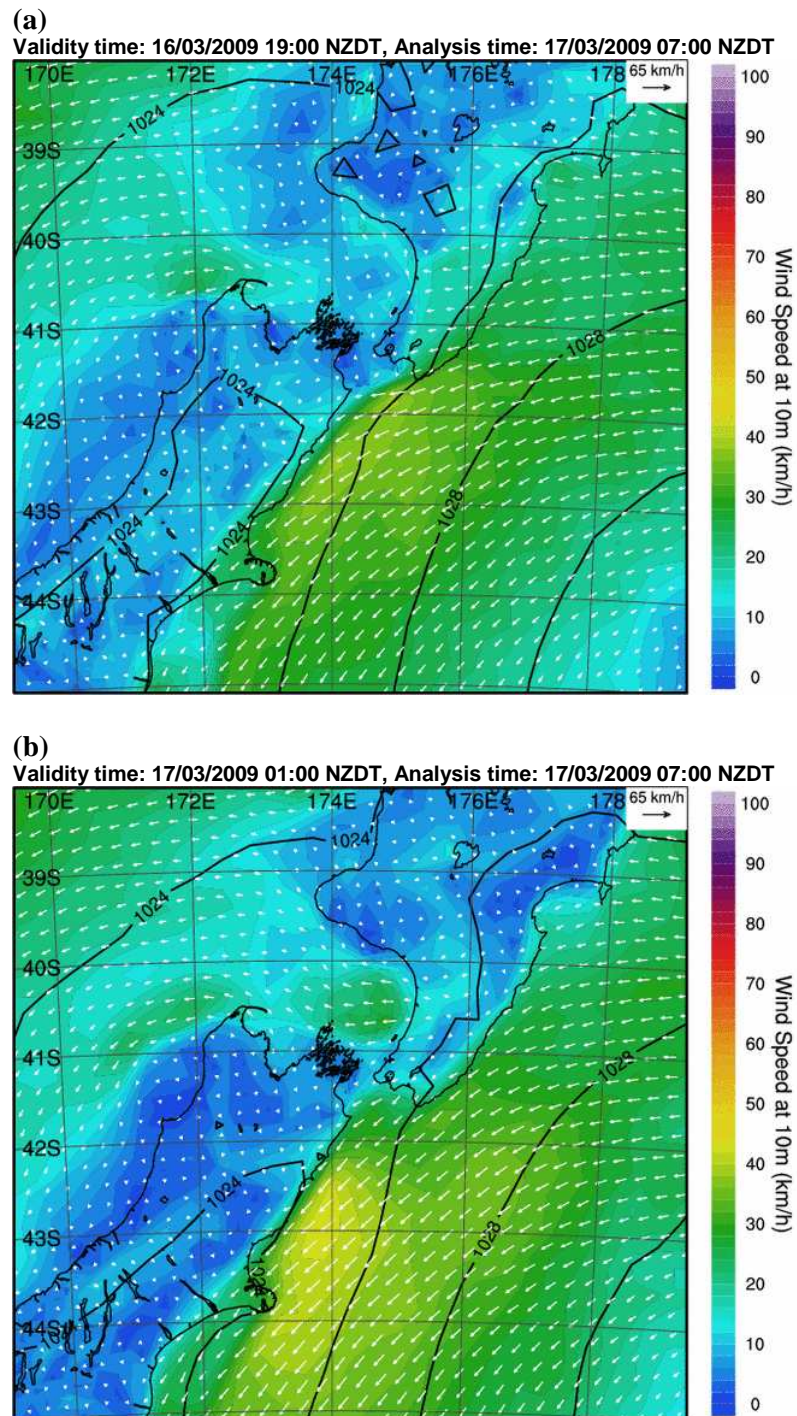 (a)
Validity time: 16/03/2009 19:00 NZDT, Analysis time: 17/03/2009 07:00 NZDT
170E 172E 174E 176E 178
65 km/h
1024
1024
39S
40S
41S
42S
43S
44S
1028
1024
1028
1024
1024
100
90
80
70
60
50
40
30
20
10
0
Wind Speed at 10m (km/h)
(b)
Validity time: 17/03/2009 01:00 NZDT, Analysis time: 17/03/2009 07:00 NZDT
170E 172E 174E 176E 178
65 km/h
1024
1024
39S
40S
41S
42S
43S
44S
1028
1024
1028
100
90
80
70
60
50
40
30
20
10
0
Wind Speed at 10m (km/h)